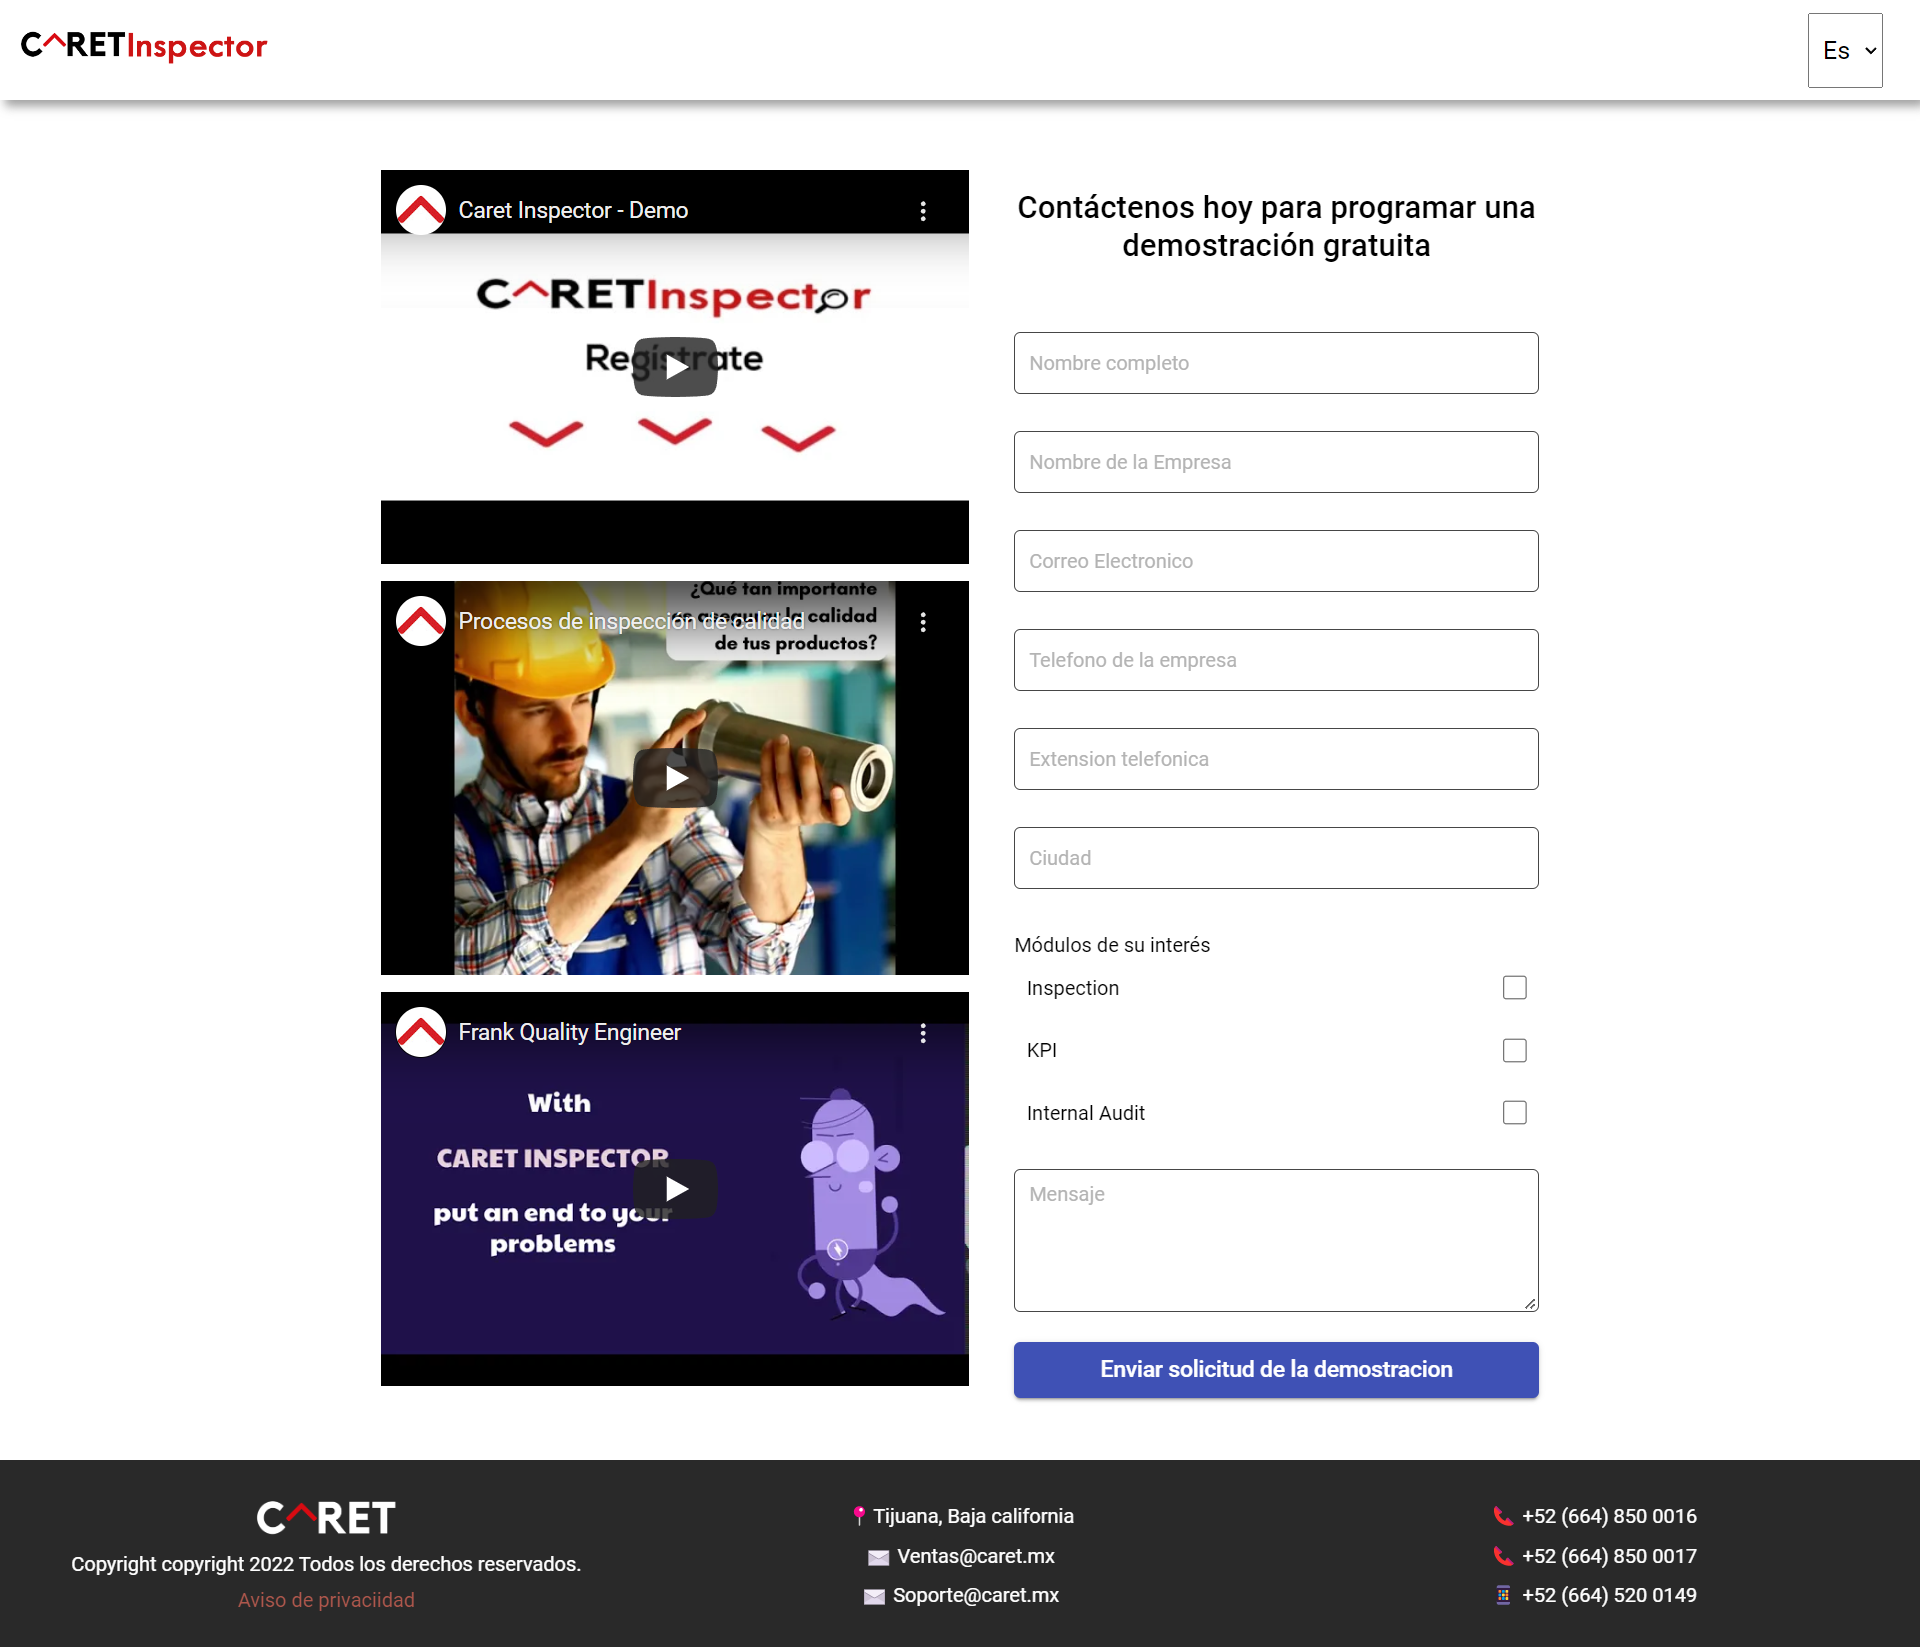 CARETInspector
Es
Caret Inspector - Demo
CARETInspector
Regístrate
Procesos de inspección de calidad
¿Qué tan importante
es asegurar la calidad
de tus productos?
Frank Quality Engineer
With
CARET INSPECTOR
put an end to your
problems
Contáctenos hoy para programar una
demostración gratuita
Nombre completo
Nombre de la Empresa
Correo Electronico
Telefono de la empresa
Extension telefonica
Ciudad
Módulos de su interés
Inspection
KPI
Internal Audit
Mensaje
Enviar solicitud de la demostracion
CARET
Copyright copyright 2022 Todos los derechos reservados.
Aviso de privaciidad
Tijuana, Baja california
Ventas@caret.mx
Soporte@caret.mx
+52 (664) 850 0016
+52 (664) 850 0017
+52 (664) 520 0149